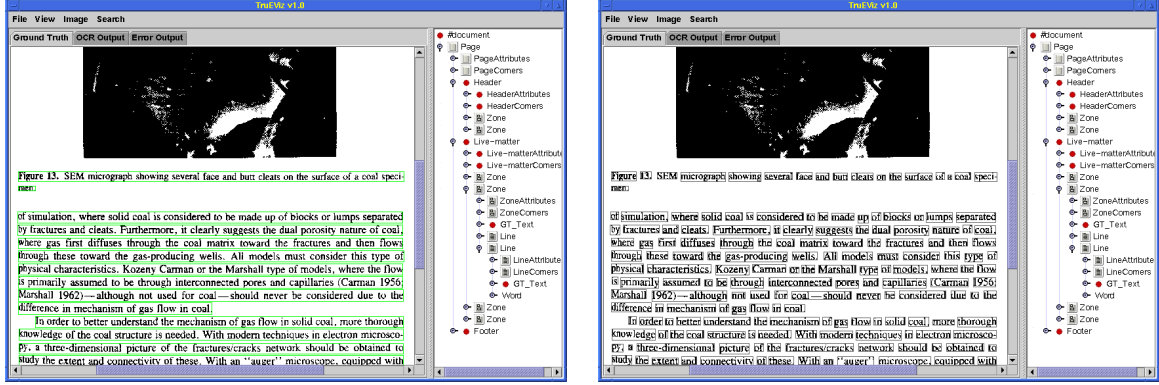 TruEViz v1.0
File View Image Search
Ground Truth OCR Output Error Output
Figure 13. SEM micrograph showing several face and butt cleats on the surface of a coal speci-
men.
of simulation, where solid coal is considered to be made up of blocks or lumps separated
by fractures and cleats. Furthermore, it clearly suggests the dual porosity nature of coal,
where gas first diffuses through the coal matrix toward the fractures and then flows
through these toward the gas-producing wells. All models must consider this type of
physical characteristics. Kozeny Carman or the Marshall type of models, where the flow
is primarily assumed to be through interconnected pores and capillaries (Carman 1956;
Marshall 1962)—although not used for coal—should never be considered due to the
difference in mechanism of gas flow in coal.
In order to better understand the mechanism of gas flow in solid coal, more thorough
knowledge of the coal structure is needed. With modern techniques in electron microsco-
py, a three-dimensional picture of the fractures/cracks network should be obtained to
study the extent and connectivity of these. With an "auger" microscope, equipped with
#document
Page
PageAttributes
PageCorners
Header
HeaderAttributes
HeaderCorners
Zone
Zone
Live-matter
Live-matterAttribute
Live-matterCorners
Zone
Zone
ZoneAttributes
ZoneCorners
GT_Text
Line
Line
LineAttribute
LineCorners
GT_Text
Word
Zone
Zone
Footer
TruEViz v1.0
File View Image Search
Ground Truth OCR Output Error Output
Figure 13. SEM micrograph showing several face and butt cleats on the surface of a coal speci-
men.
of simulation, where solid coal is considered to be made up of blocks or lumps separated
by fractures and cleats. Furthermore, it clearly suggests the dual porosity nature of coal,
where gas first diffuses through the coal matrix toward the fractures and then flows
through these toward the gas-producing wells. All models must consider this type of
physical characteristics. Kozeny Carman or the Marshall type of models, where the flow
is primarily assumed to be through interconnected pores and capillaries (Carman 1956;
Marshall 1962)—although not used for coal—should never be considered due to the
difference in mechanism of gas flow in coal.
In order to better understand the mechanism of gas flow in solid coal, more thorough
knowledge of the coal structure is needed. With modern techniques in electron microsco-
py, a three-dimensional picture of the fractures/cracks network should be obtained to
study the extent and connectivity of these. With an "auger" microscope, equipped with
#document
Page
PageAttributes
PageCorners
Header
HeaderAttributes
HeaderCorners
Zone
Zone
Live-matter
Live-matterAttribute
Live-matterCorners
Zone
Zone
ZoneAttributes
ZoneCorners
GT_Text
Line
Line
LineAttribute
LineCorners
GT_Text
Word
Zone
Zone
Footer